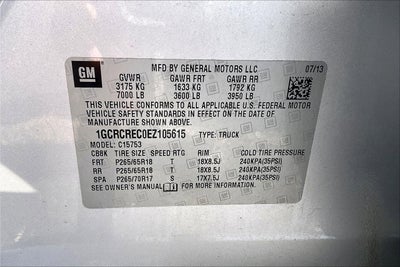 GM
MFD BY GENERAL MOTORS LLC 07/13
GVWR GAWR FRT GAWR RR
3175 KG 1633 KG 1792 KG
7000 LB 3600 LB 3950 LB
THIS VEHICLE CONFORMS TO ALL APPLICABLE U.S. FEDERAL MOTOR
VEHICLE SAFETY STANDARDS IN EFFECT ON THE DATE OF
MANUFACTURE SHOWN ABOVE.
1GCRCREC0EZ105615 TYPE: TRUCK
MODEL: C15753
CBBK TIRE SIZE SPEED RTG RIM COLD TIRE PRESSURE
FRT P265/65R18 T 18X8.5J 240KPA(35PSI)
RR P265/65R18 T 18X8.5J 240KPA(35PSI)
SPA P265/70R17 S 17X7.5J 240KPA(35PSI)
SEE OWNER'S MANUAL FOR MORE INFORMATION.